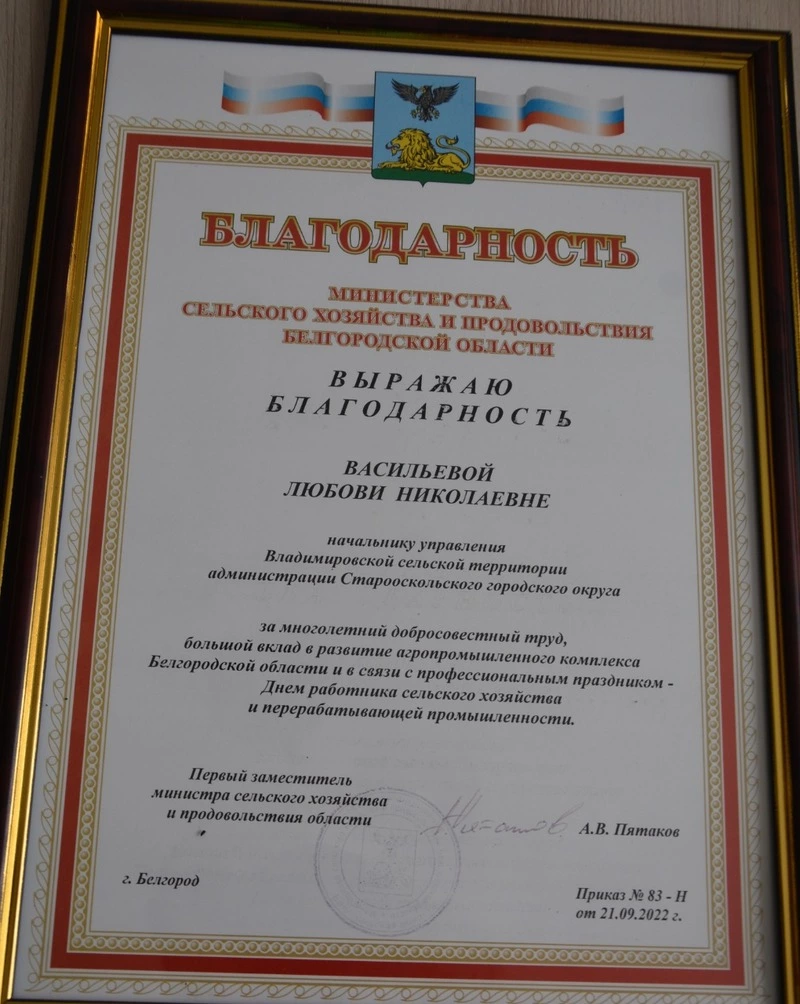 БЛАГОДАРНОСТЬ
МИНИСТЕРСТВА
СЕЛЬСКОГО ХОЗЯЙСТВА И ПРОДОВОЛЬСТВИЯ
БЕЛГОРОДСКОЙ ОБЛАСТИ
ВЫРАЖАЮ
БЛАГОДАРНОСТЬ
ВАСИЛЬЕВОЙ
ЛЮБОВИ НИКОЛАЕВНЕ
начальнику управления
Владимировской сельской территории
администрации Старооскольского городского округа
за многолетний добросовестный труд,
большой вклад в развитие агропромышленного комплекса
Белгородской области и в связи с профессиональным праздником -
Днем работника сельского хозяйства
и перерабатывающей промышленности.
Первый заместитель
министра сельского хозяйства
и продовольствия области
А.В. Пятаков
г. Белгород
Приказ № 83 - Н
от 21.09.2022 г.